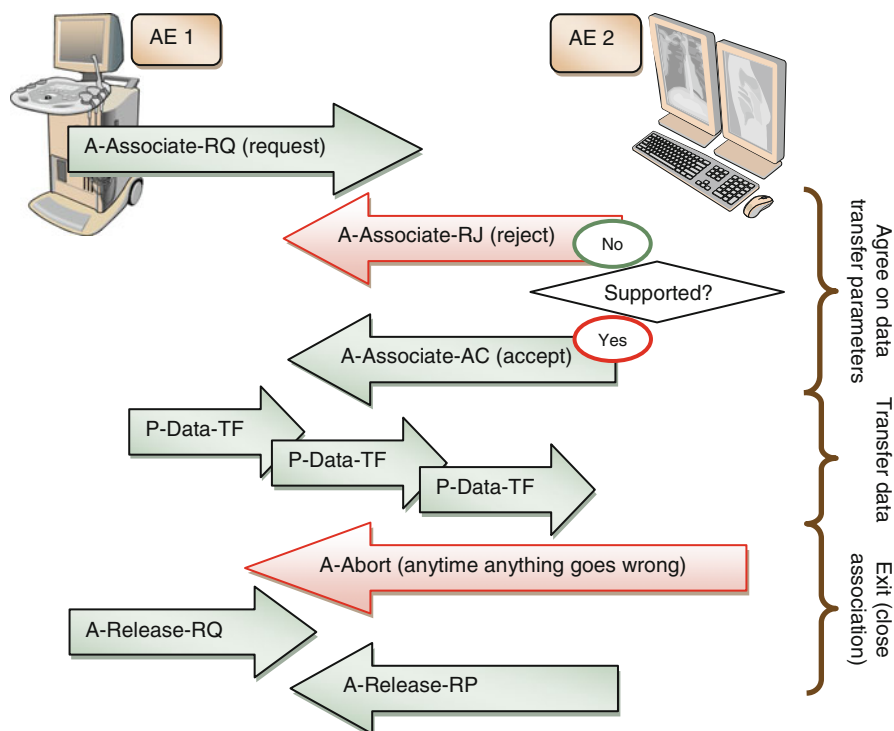 AE 1
AE 2
A-Associate-RQ (request)
A-Associate-RJ (reject)
No
Supported?
Yes
A-Associate-AC (accept)
P-Data-TF
P-Data-TF
P-Data-TF
A-Abort (anytime anything goes wrong)
A-Release-RQ
A-Release-RP
Agree on data
transfer parameters
Transfer data
Exit (close
association)